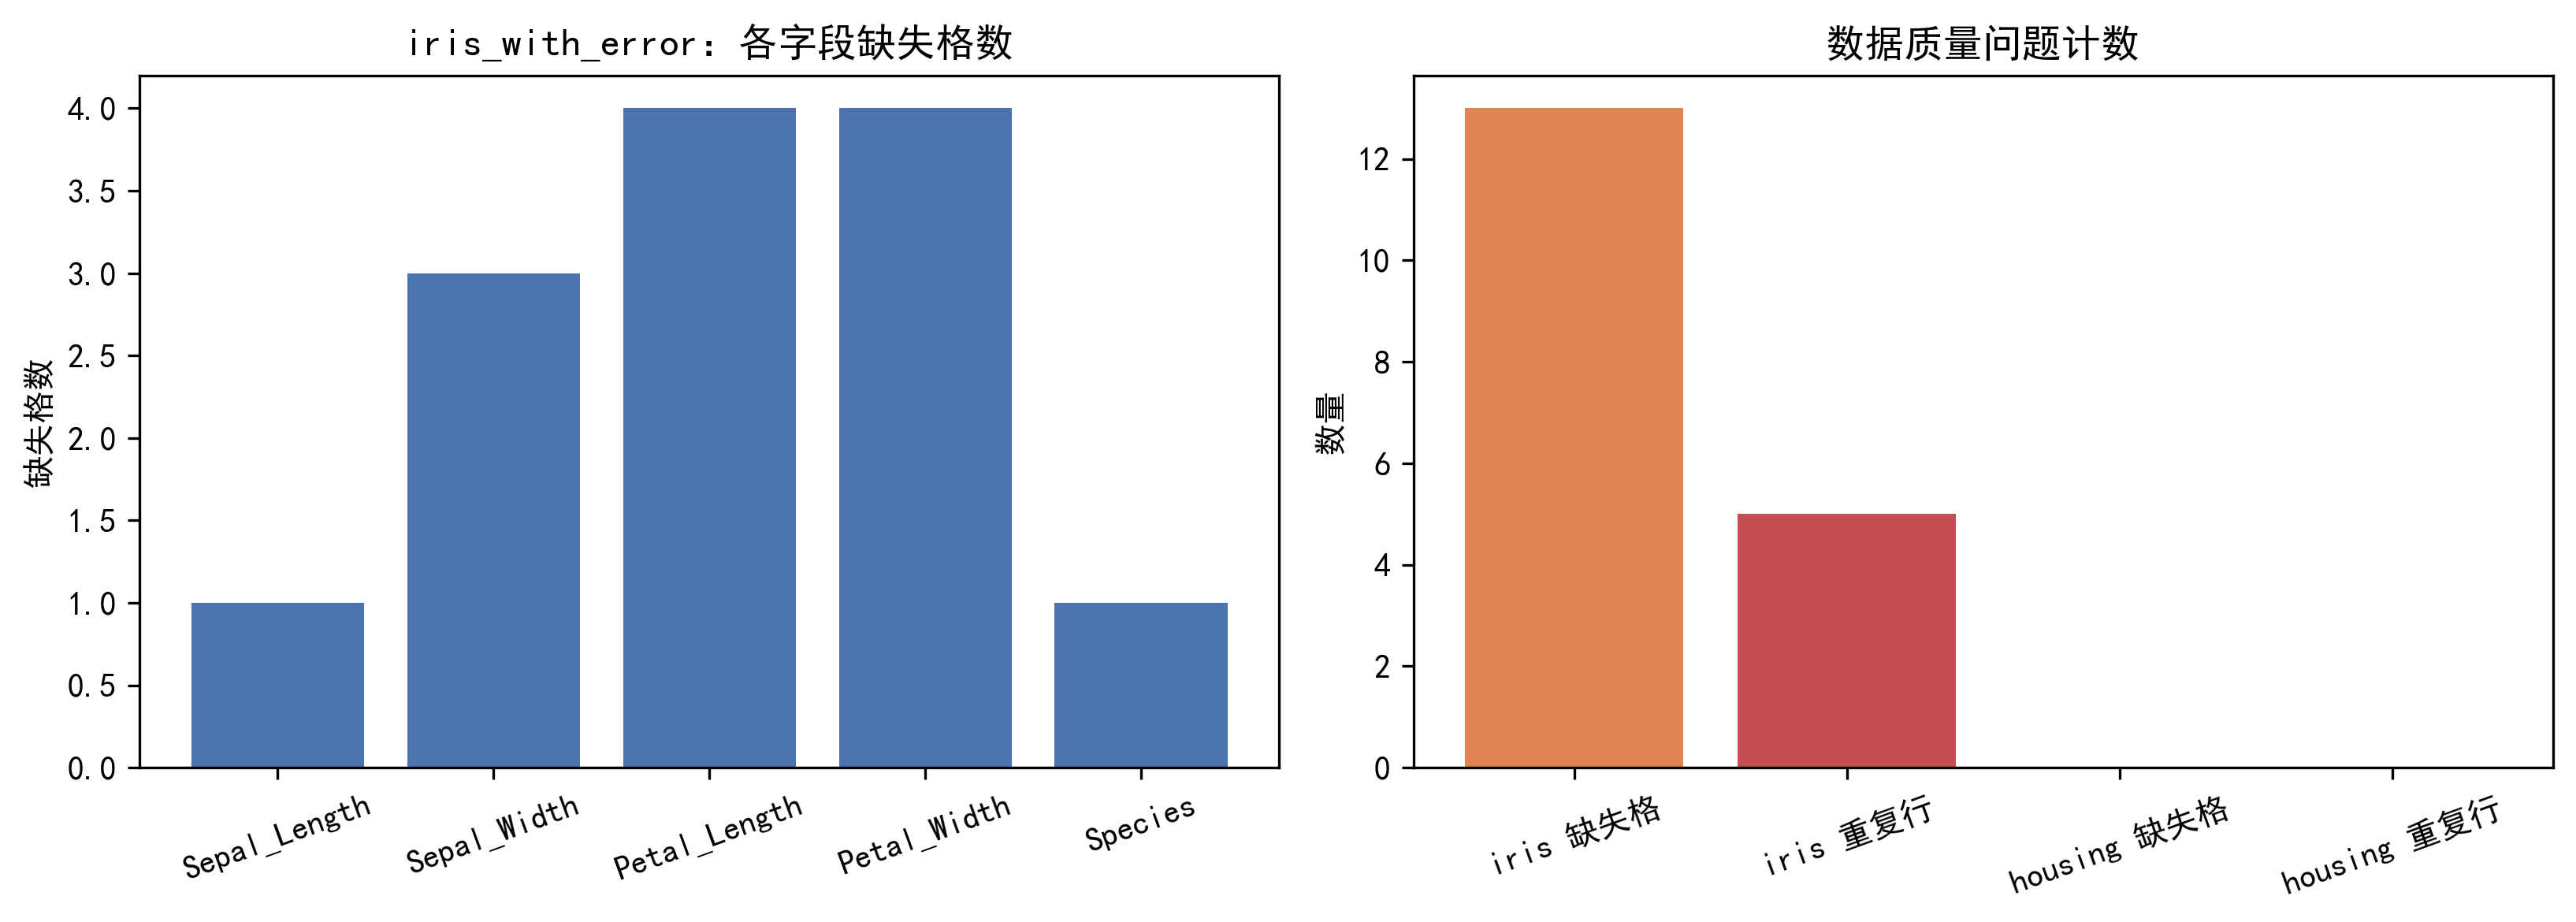 iris_with_error：各字段缺失格数
缺失格数
4.0
3.5
3.0
2.5
2.0
1.5
1.0
0.5
0.0
Sepal_Length
Sepal_Width
Petal_Length
Petal_Width
Species
数据质量问题计数
数量
12
10
8
6
4
2
0
iris 缺失格
iris 重复行
housing 缺失格
housing 重复行